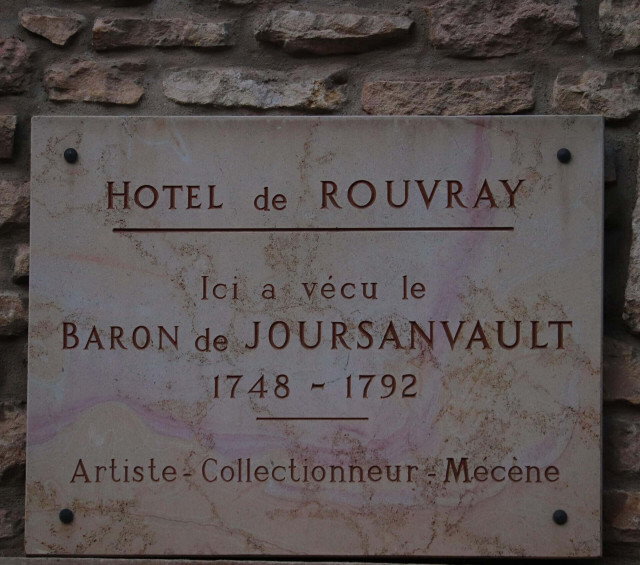 HOTEL de ROUVRAY
Ici a vécu le
BARON de JOURSANVAULT
1748 - 1792
Artiste - Collectionneur - Mécène